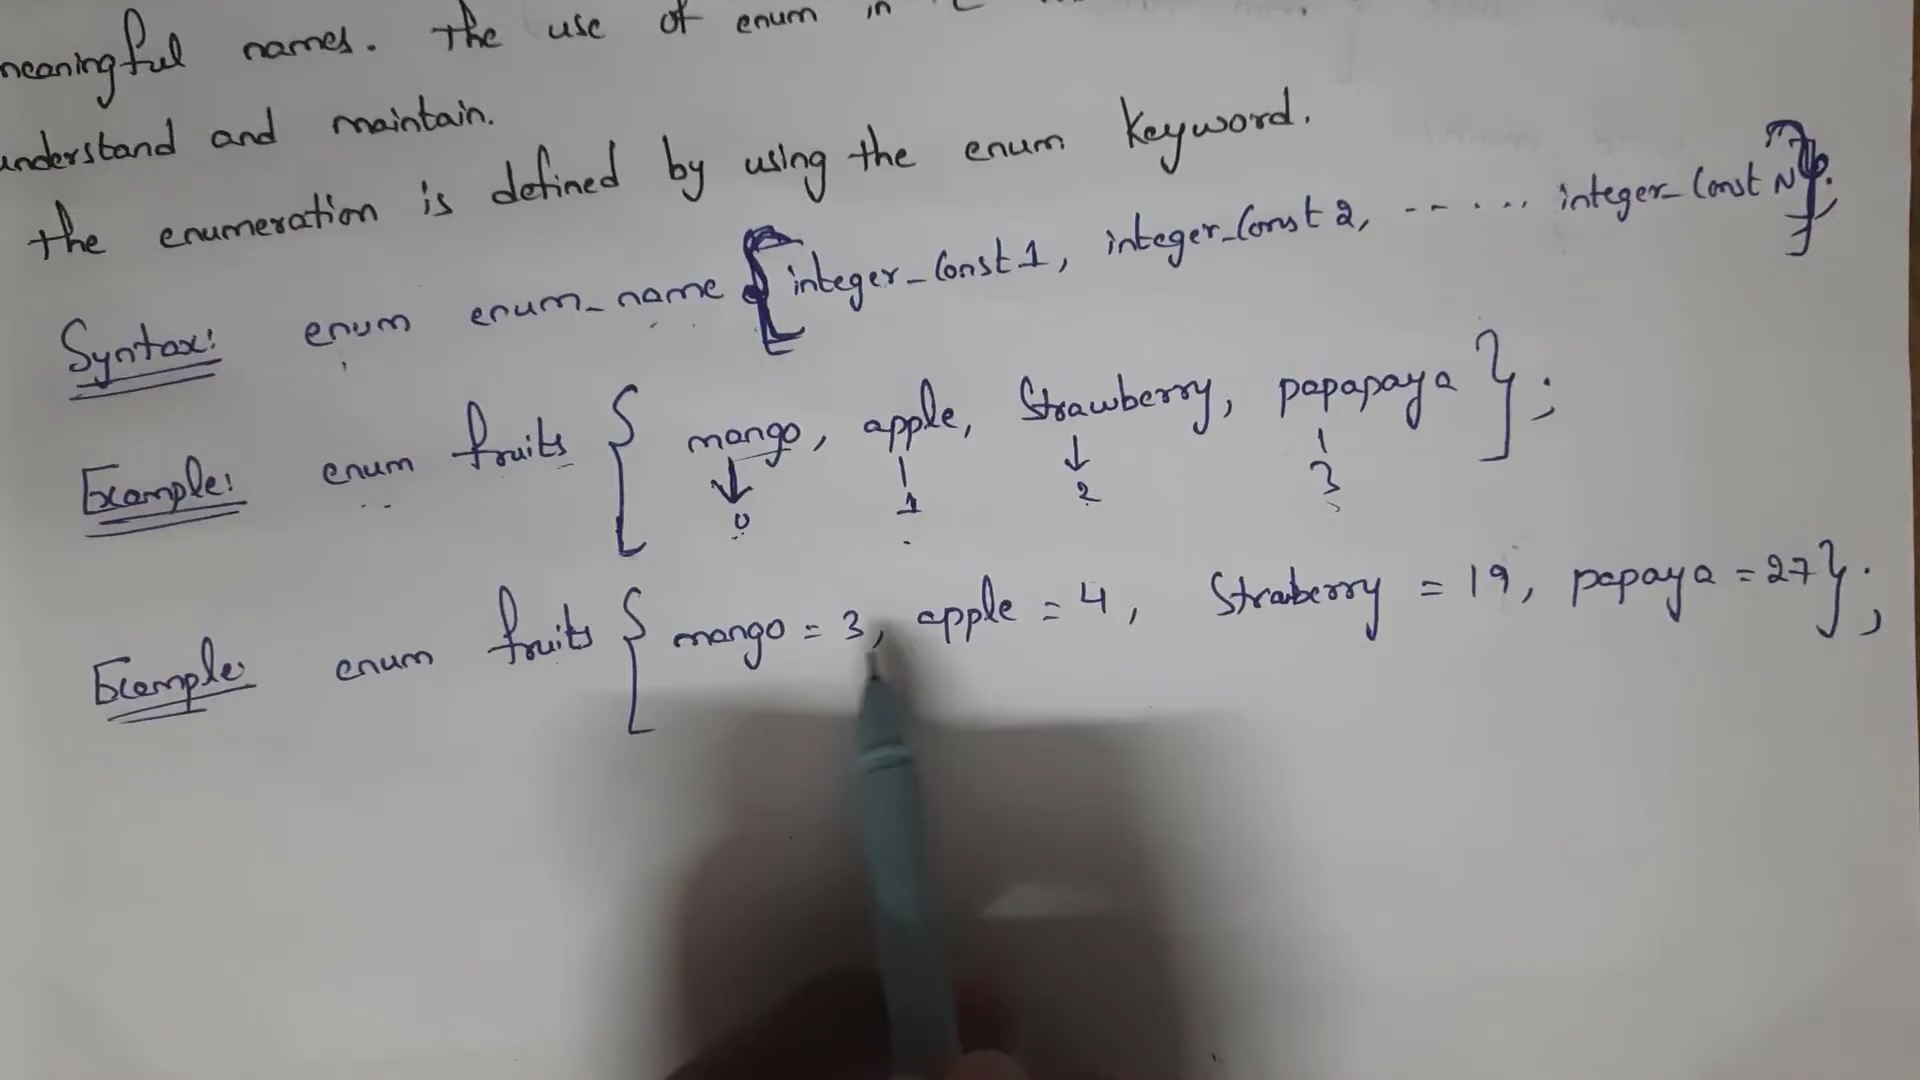 meaningful names. The use of enum in C
understand and maintain.
The enumeration is defined by using the enum keyword.
Syntax: enum enum_name { integer_const 1, integer_const 2, -- ... integer_const N };
Example: enum fruits { mango, apple, Strawberry, papapaya };
0 1 2 3
Example: enum fruits { mango = 3, apple = 4, Straberry = 19, papaya = 27 };